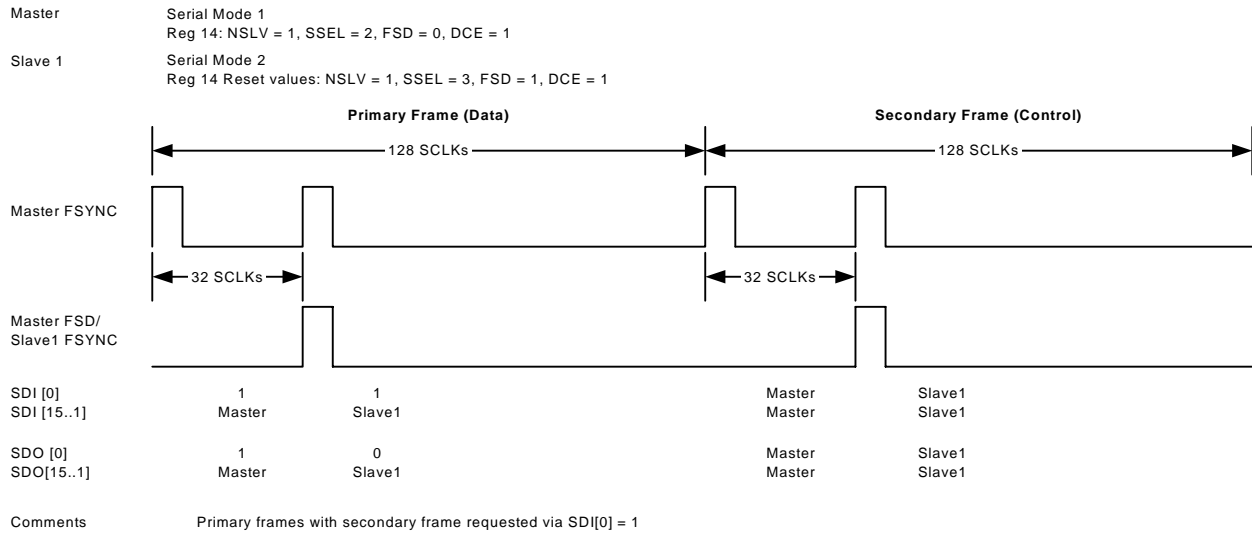 Master Serial Mode 1
Reg 14: NSLV = 1, SSEL = 2, FSD = 0, DCE = 1
Slave 1 Serial Mode 2
Reg 14 Reset values: NSLV = 1, SSEL = 3, FSD = 1, DCE = 1
Primary Frame (Data) Secondary Frame (Control)
128 SCLKs 128 SCLKs
Master FSYNC
32 SCLKs 32 SCLKs
Master FSD/
Slave1 FSYNC
SDI [0] 1 1 Master Slave1
SDI [15..1] Master Slave1 Master Slave1
SDO [0] 1 0 Master Slave1
SDO[15..1] Master Slave1 Master Slave1
Comments Primary frames with secondary frame requested via SDI[0] = 1